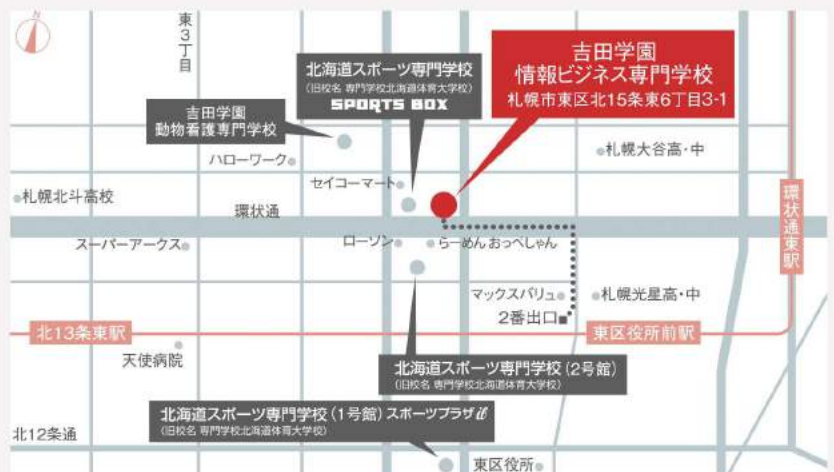 N
東3丁目
北海道スポーツ専門学校
(旧校名 専門学校北海道体育大学校)
SPORTS BOX
吉田学園
情報ビジネス専門学校
札幌市東区北15条東6丁目3-1
吉田学園
動物看護専門学校
ハローワーク
札幌大谷高・中
セイコーマート
札幌北斗高校
環状通
環状通東駅
スーパーアークス
ローソン
らーめん おっぺしゃん
マックスバリュ
札幌光星高・中
2番出口
北13条東駅
東区役所前駅
天使病院
北海道スポーツ専門学校(2号館)
(旧校名 専門学校北海道体育大学校)
北海道スポーツ専門学校(1号館)スポーツプラザ
(旧校名 専門学校北海道体育大学校)
北12条通
東区役所